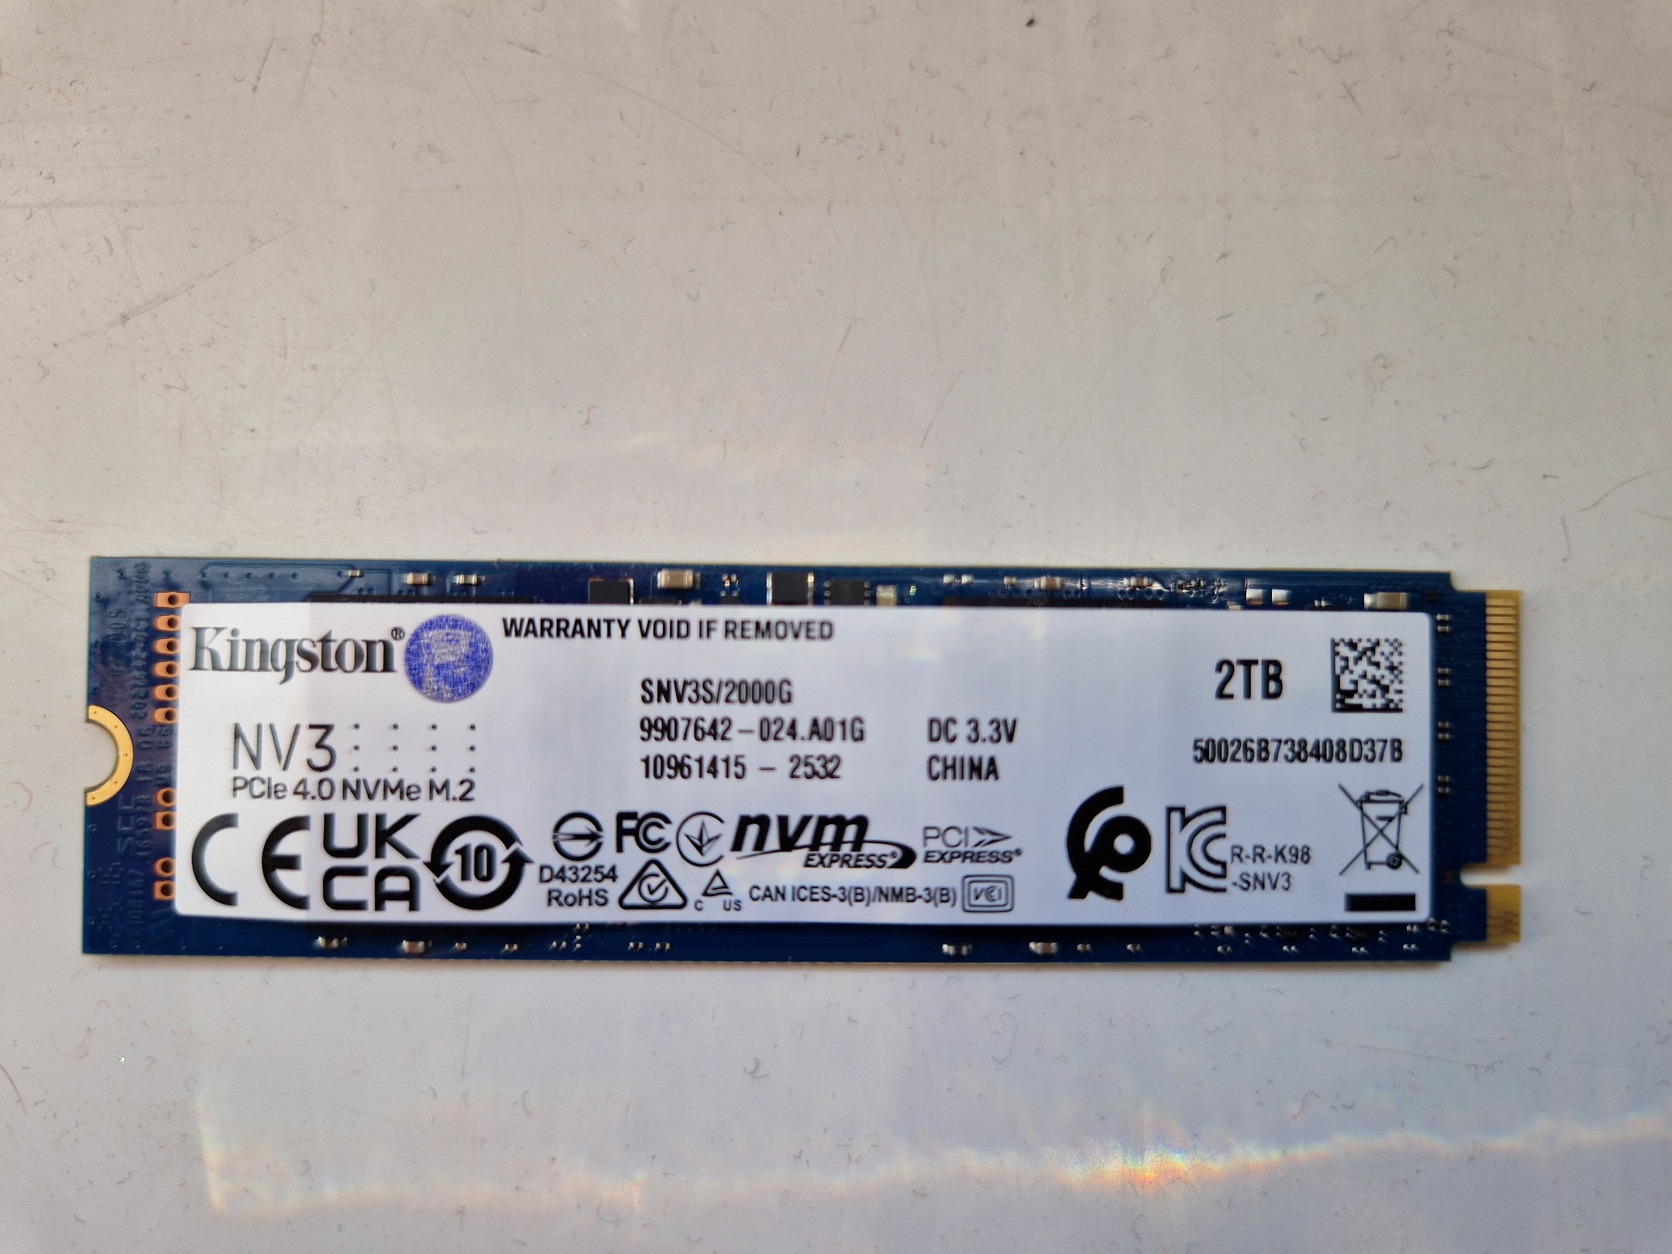 Kingston®
WARRANTY VOID IF REMOVED
SNV3S/2000G
9907642-024.A01G
DC 3.3V
10961415 - 2532
CHINA
2TB
50026B738408D37B
NV3
PCIe 4.0 NVMe M.2
CE
UK
CA
10
D43254
RoHS
FC
nvm
EXPRESS®
PCI
EXPRESS®
C US
CAN ICES-3(B)/NMB-3(B)
VCI
R-R-K98
-SNV3